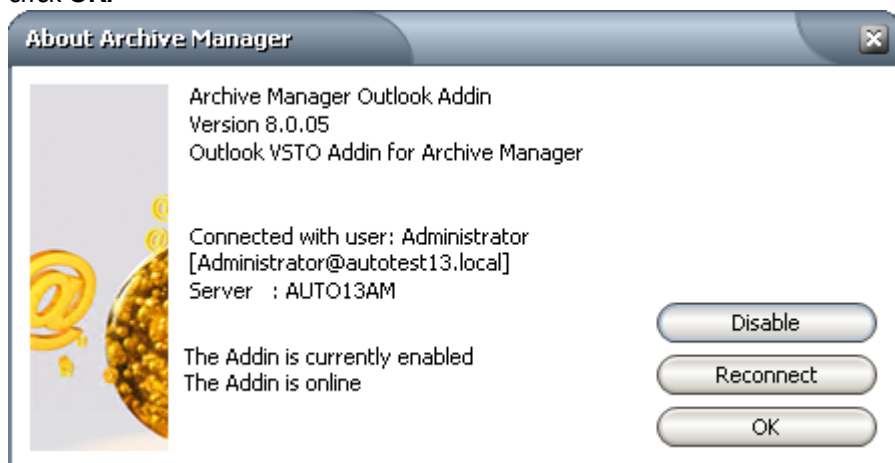 click OK.
About Archive Manager
Archive Manager Outlook Addin
Version 8.0.05
Outlook VSTO Addin for Archive Manager
Connected with user: Administrator
[Administrator@autotest13.local]
Server : AUTO13AM
Disable
The Addin is currently enabled
Reconnect
The Addin is online
OK